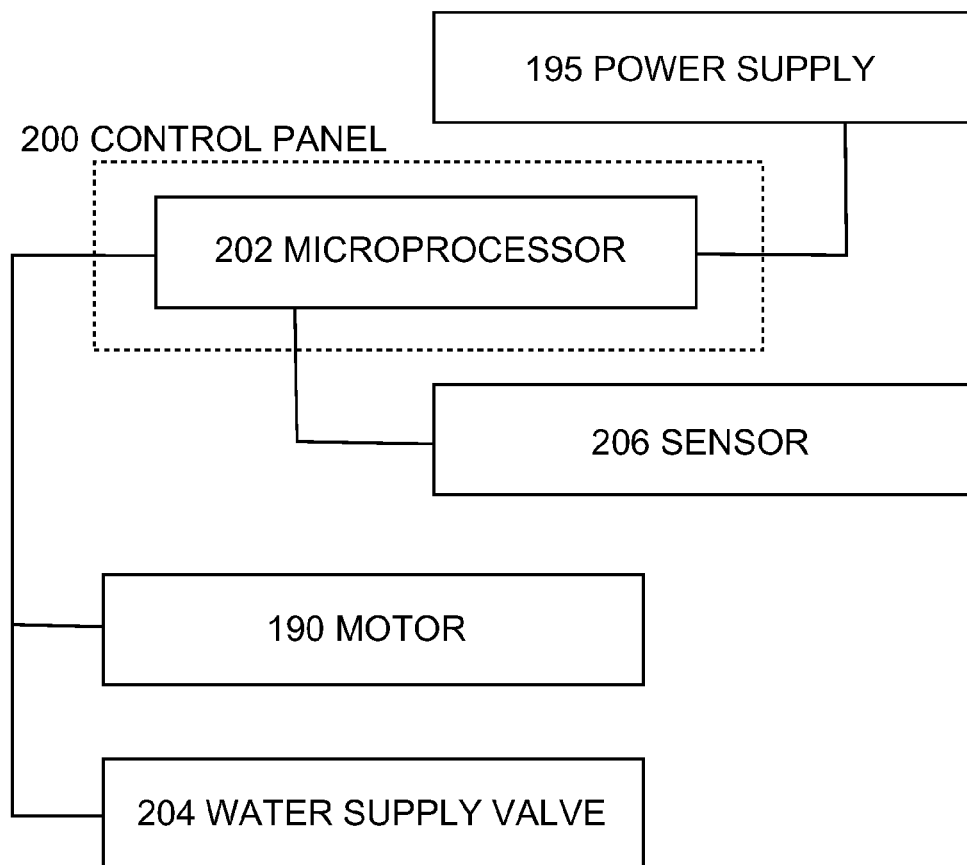 195 POWER SUPPLY
200 CONTROL PANEL
202 MICROPROCESSOR
206 SENSOR
190 MOTOR
204 WATER SUPPLY VALVE